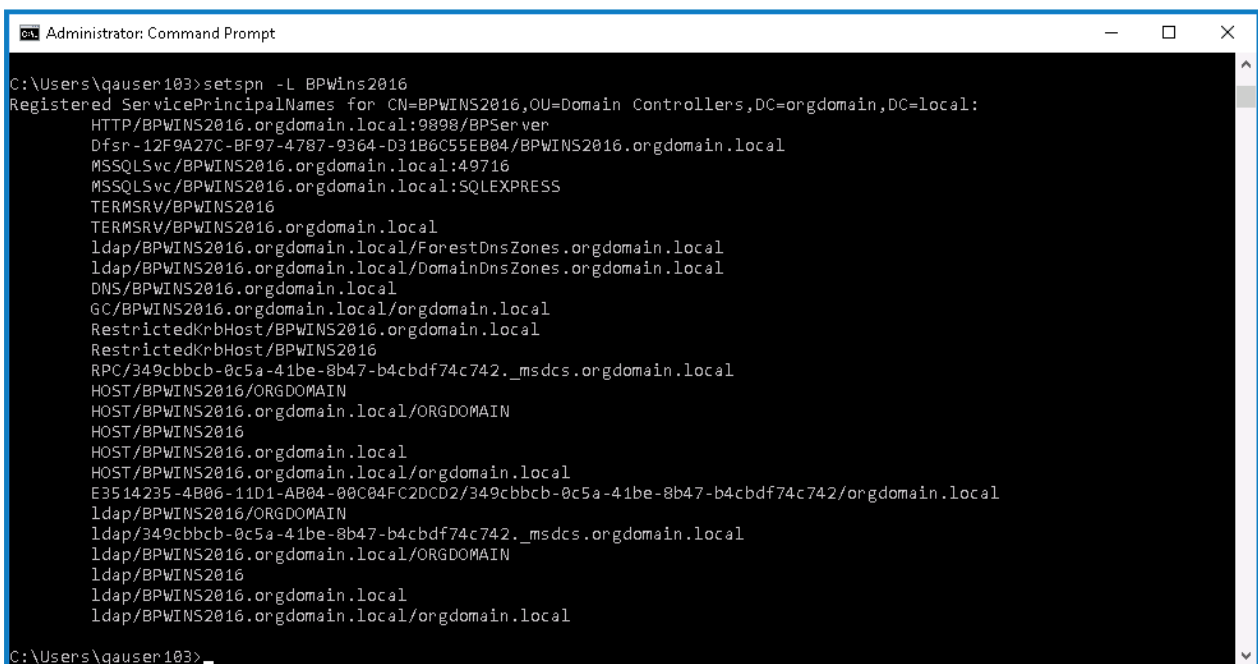 Administrator: Command Prompt
C:\Users\qauser103>setspn -L BPWins2016
Registered ServicePrincipalNames for CN=BPWINS2016,OU=Domain Controllers,DC=orgdomain,DC=local:
HTTP/BPWINS2016.orgdomain.local:9898/BPServer
Dfsr-12F9A27C-BF97-4787-9364-D31B6C55EB04/BPWINS2016.orgdomain.local
MSSQLSvc/BPWINS2016.orgdomain.local:49716
MSSQLSvc/BPWINS2016.orgdomain.local:SQLEXPRESS
TERMSRV/BPWINS2016
TERMSRV/BPWINS2016.orgdomain.local
ldap/BPWINS2016.orgdomain.local/ForestDnsZones.orgdomain.local
ldap/BPWINS2016.orgdomain.local/DomainDnsZones.orgdomain.local
DNS/BPWINS2016.orgdomain.local
GC/BPWINS2016.orgdomain.local/orgdomain.local
RestrictedKrbHost/BPWINS2016.orgdomain.local
RestrictedKrbHost/BPWINS2016
RPC/349cbbcb-0c5a-41be-8b47-b4cbdf74c742._msdcs.orgdomain.local
HOST/BPWINS2016/ORGDOMAIN
HOST/BPWINS2016.orgdomain.local/ORGDOMAIN
HOST/BPWINS2016
HOST/BPWINS2016.orgdomain.local
HOST/BPWINS2016.orgdomain.local/orgdomain.local
E3514235-4B06-11D1-AB04-00C04FC2DCD2/349cbbcb-0c5a-41be-8b47-b4cbdf74c742/orgdomain.local
ldap/BPWINS2016/ORGDOMAIN
ldap/349cbbcb-0c5a-41be-8b47-b4cbdf74c742._msdcs.orgdomain.local
ldap/BPWINS2016.orgdomain.local/ORGDOMAIN
ldap/BPWINS2016
ldap/BPWINS2016.orgdomain.local
ldap/BPWINS2016.orgdomain.local/orgdomain.local
C:\Users\qauser103>